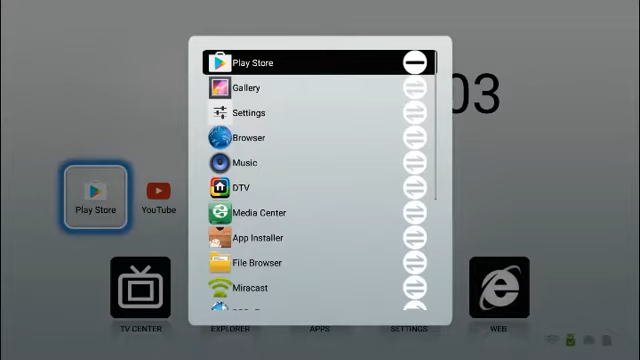 Play Store
Gallery
03
Settings
Browser
Music
DTV
Play Store
YouTube
Media Center
App Installer
File Browser
Miracast
TV CENTER
EXPLORER
APPS
SETTINGS
WEB